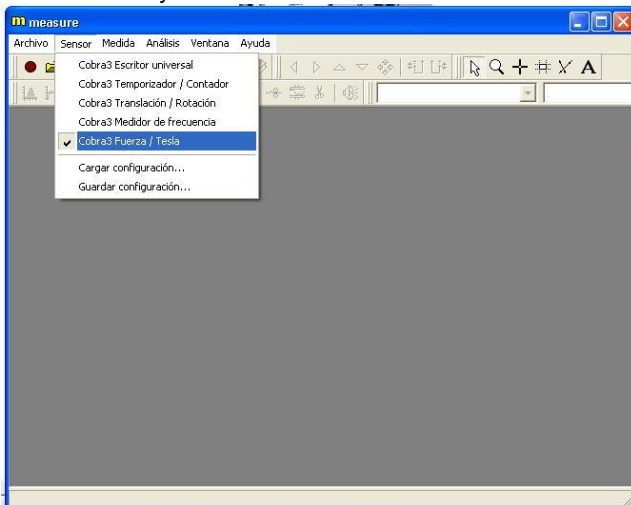 m measure
Archivo Sensor Medida Análisis Ventana Ayuda
Cobra3 Escritor universal
Cobra3 Temporizador / Contador
Cobra3 Translación / Rotación
Cobra3 Medidor de frecuencia
Cobra3 Fuerza / Tesla
Cargar configuración...
Guardar configuración...
A